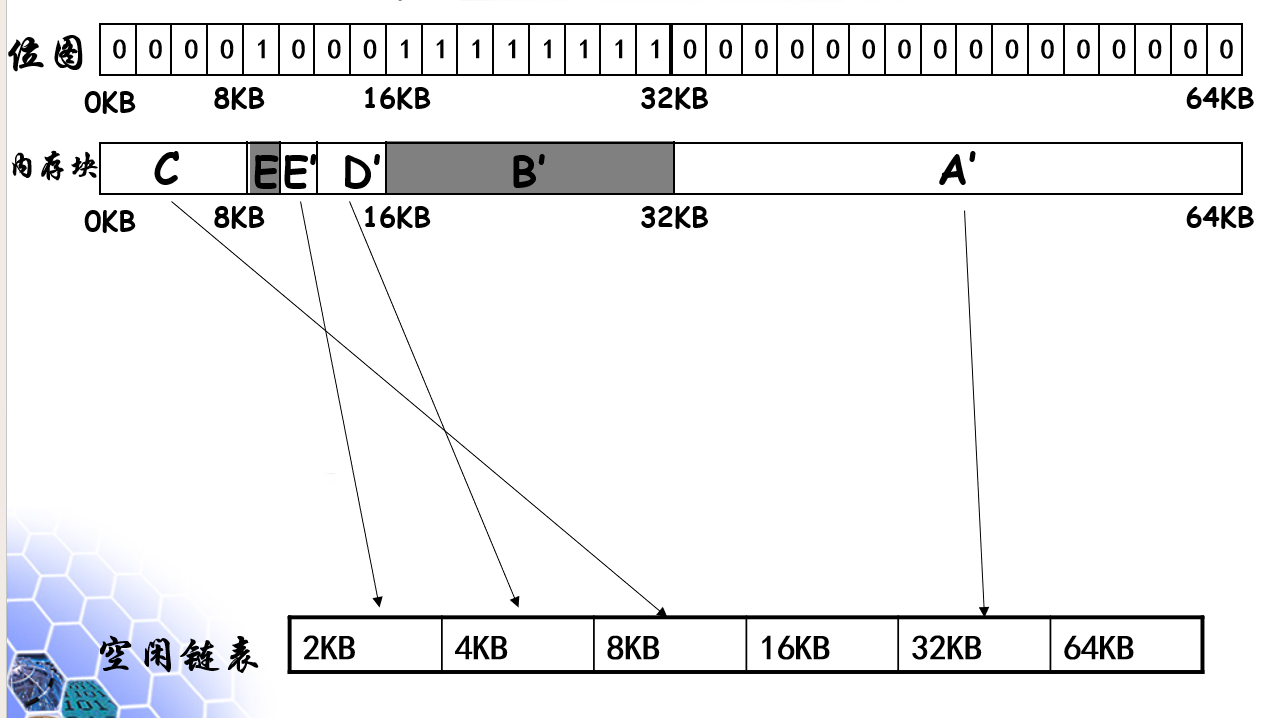 位图 0 0 0 0 1 0 0 0 1 1 1 1 1 1 1 1 0 0 0 0 0 0 0 0 0 0 0 0 0 0 0 0
0KB 8KB 16KB 32KB 64KB
内存块 C E E' D' B' A'
0KB 8KB 16KB 32KB 64KB
空闲链表 2KB 4KB 8KB 16KB 32KB 64KB
101
101